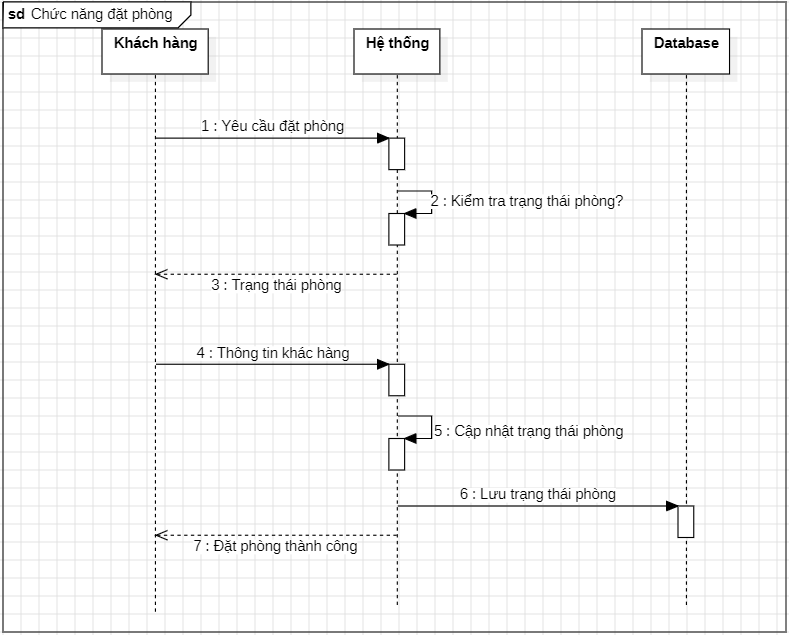 sd Chức năng đặt phòng
Khách hàng
Hệ thống
Database
1 : Yêu cầu đặt phòng
2 : Kiểm tra trạng thái phòng?
3 : Trạng thái phòng
4 : Thông tin khác hàng
5 : Cập nhật trạng thái phòng
6 : Lưu trạng thái phòng
7 : Đặt phòng thành công